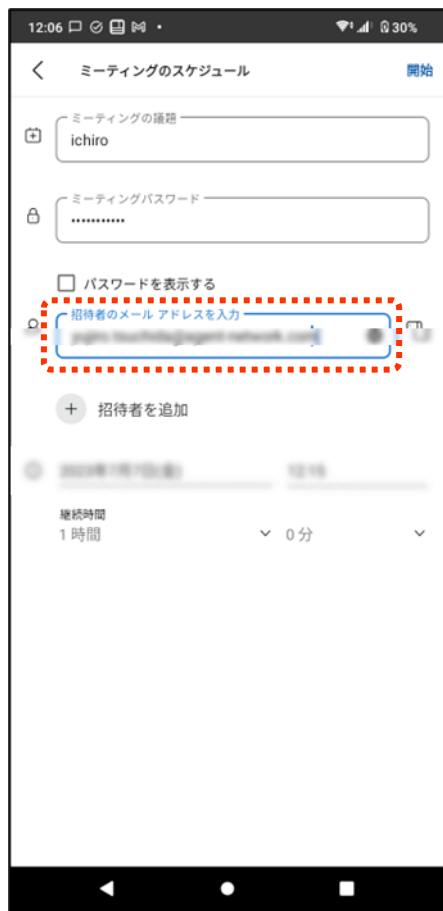 12:06 30%
ミーティングのスケジュール 開始
ミーティングの議題
ichiro
ミーティングパスワード
•••••••••••
パスワードを表示する
招待者のメール アドレスを入力
+ 招待者を追加
継続時間
1 時間 0 分